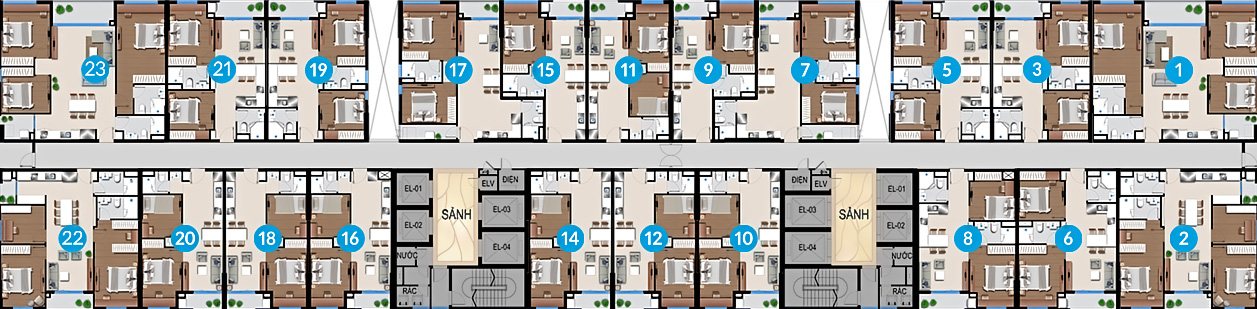 23
21
19
17
15
11
9
7
5
3
1
EL-01
EL-02
NƯỚC
RÁC
SẢNH
ELV
ĐIỆN
EL-03
EL-04
ĐIỆN
ELV
EL-03
EL-04
SẢNH
EL-01
EL-02
NƯỚC
RÁC
22
20
18
16
14
12
10
8
6
2